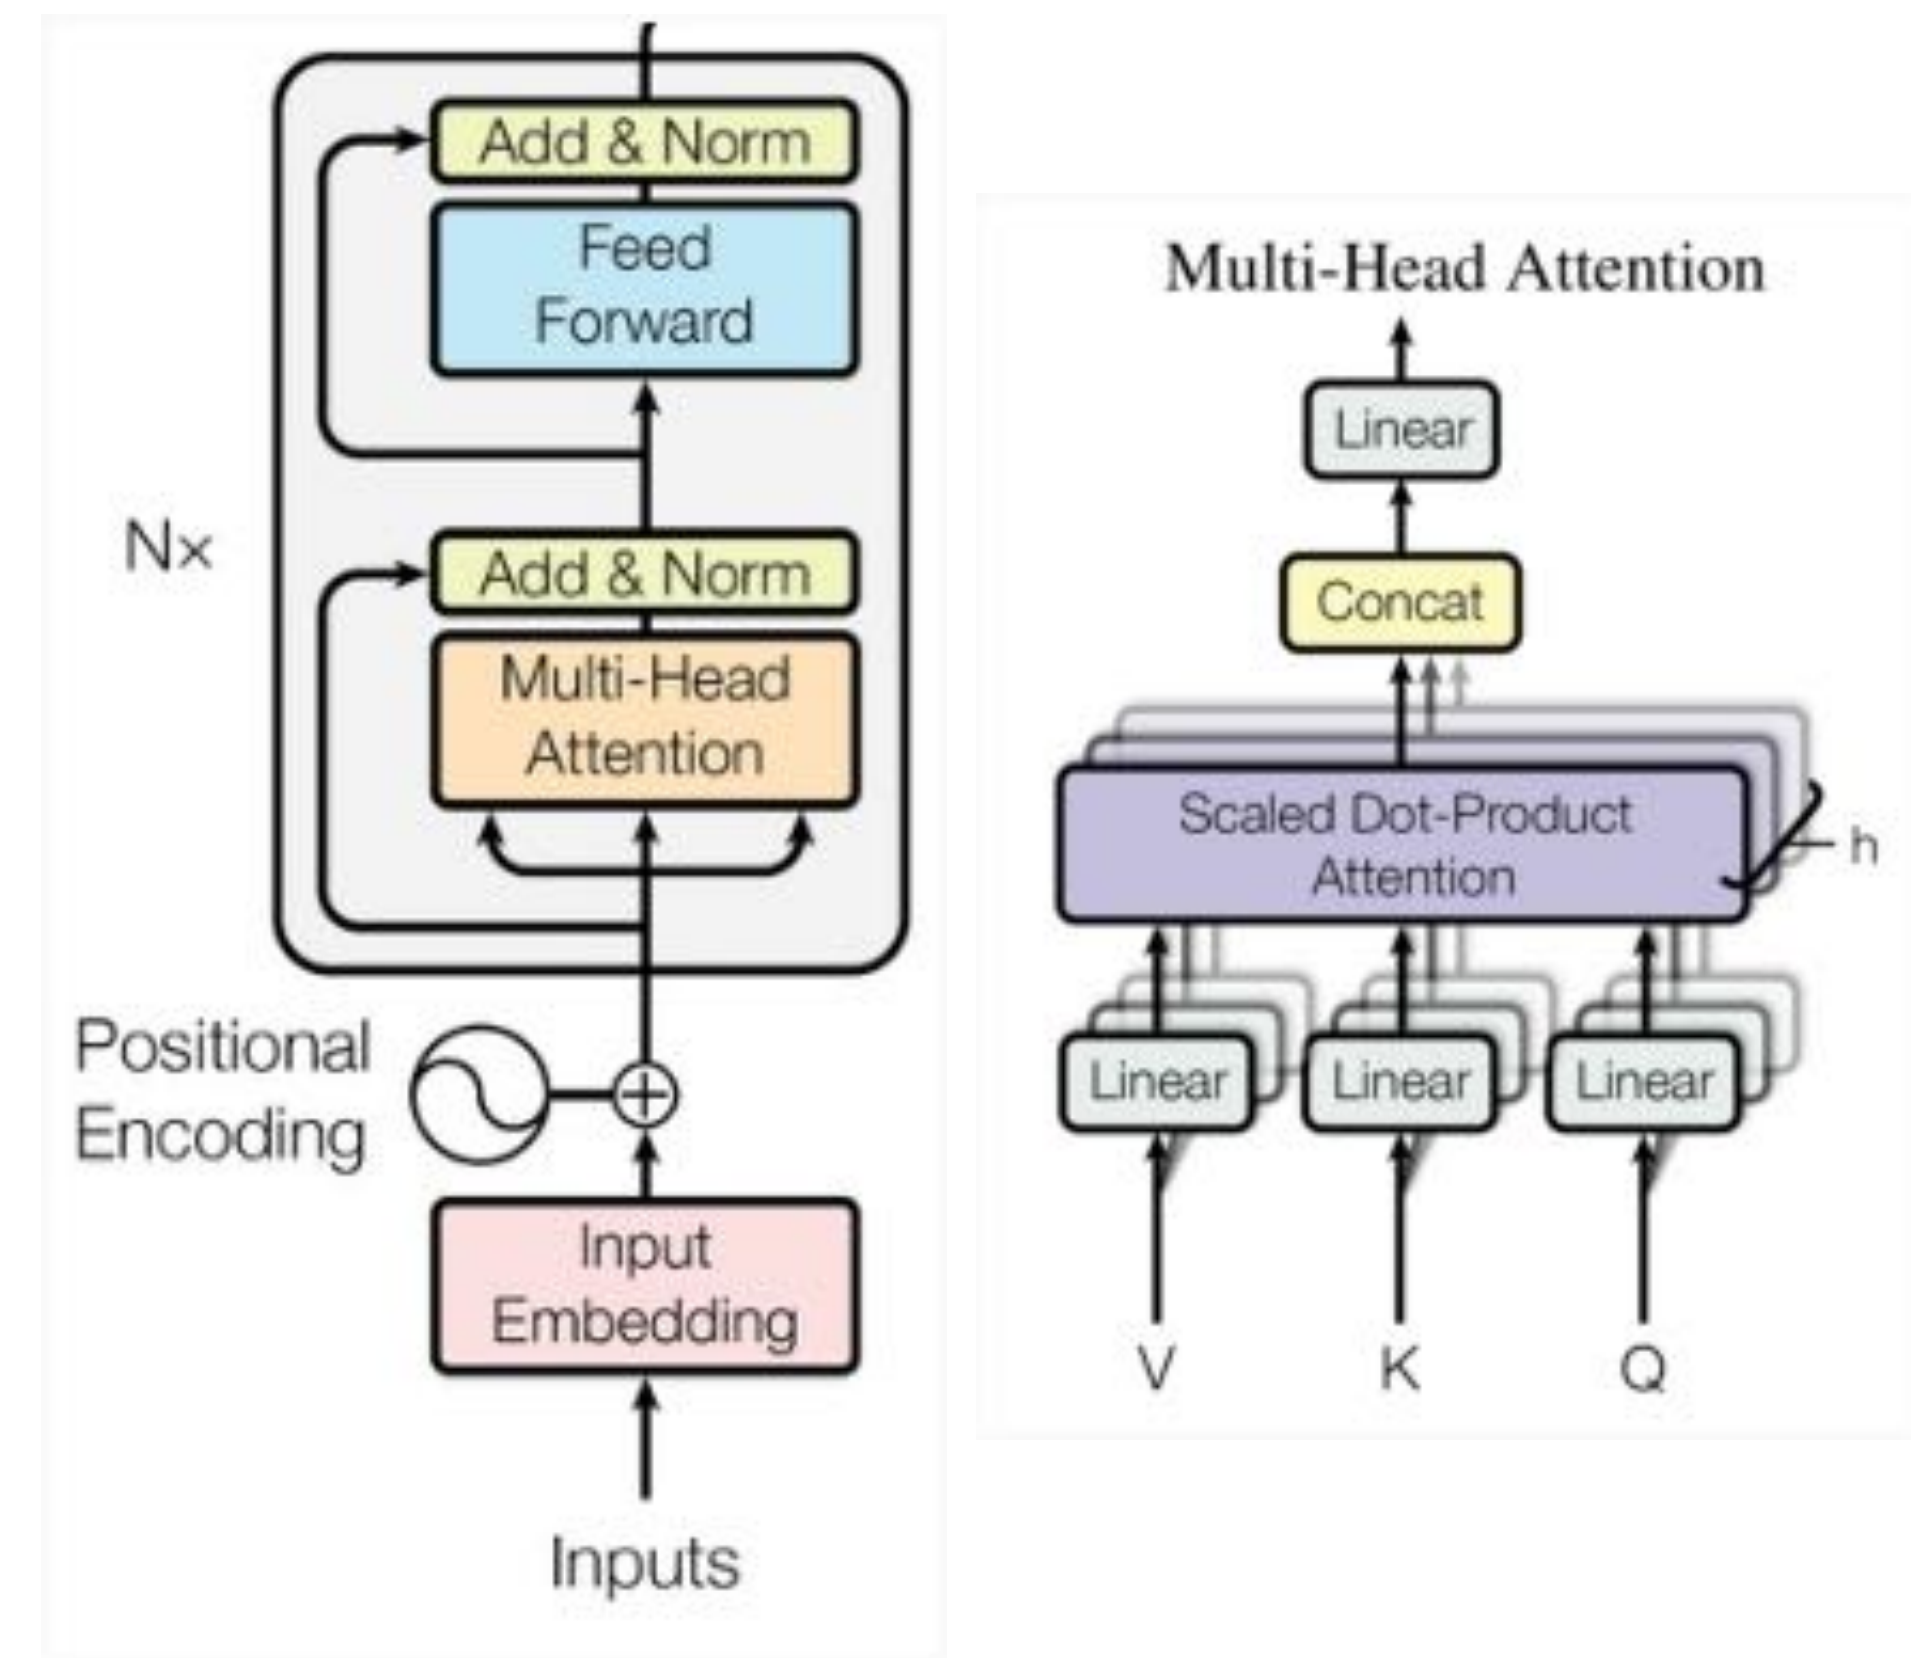 Add & Norm
Feed
Forward
Nx
Add & Norm
Multi-Head
Attention
Positional
Encoding
Input
Embedding
Inputs
Multi-Head Attention
Linear
Concat
Scaled Dot-Product
Attention
h
Linear
Linear
Linear
V
K
Q